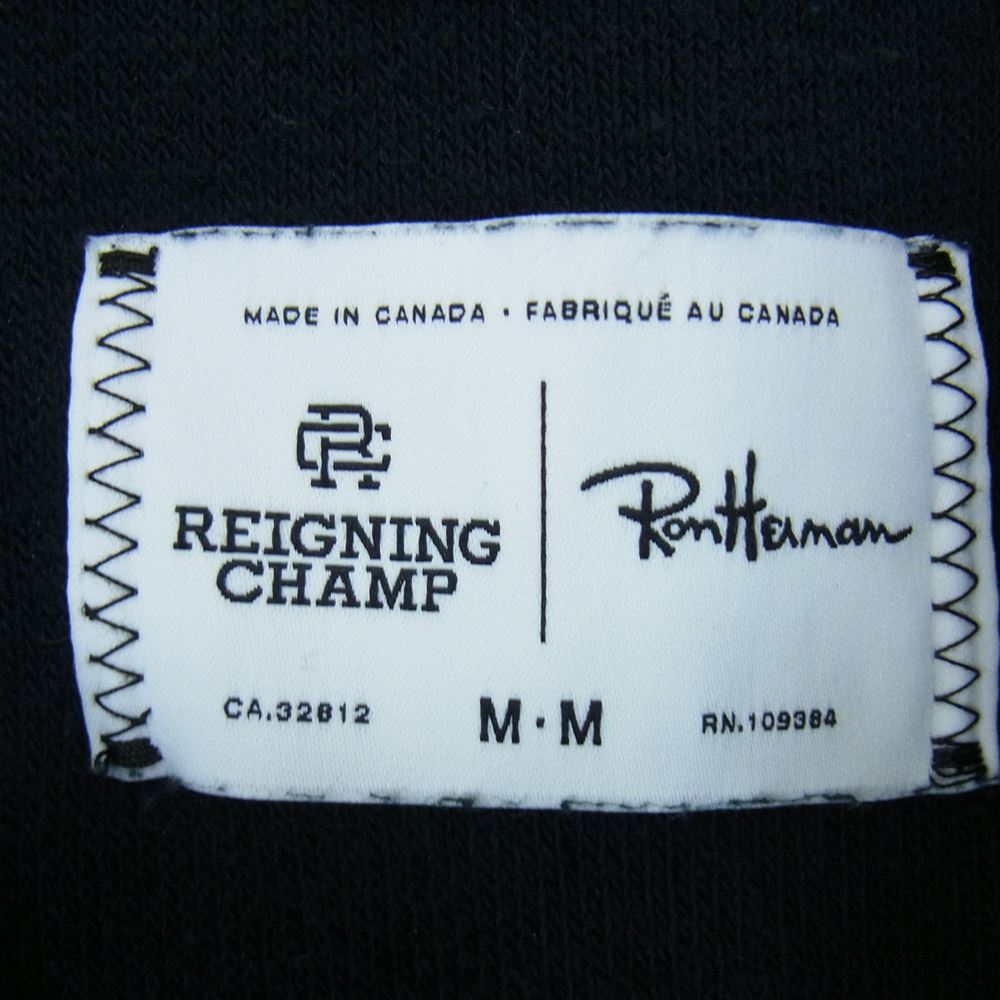 MADE IN CANADA · FABRIQUÉ AU CANADA
RC
REIGNING
CHAMP
Ron Herman
CA.32812 M · M RN.109384